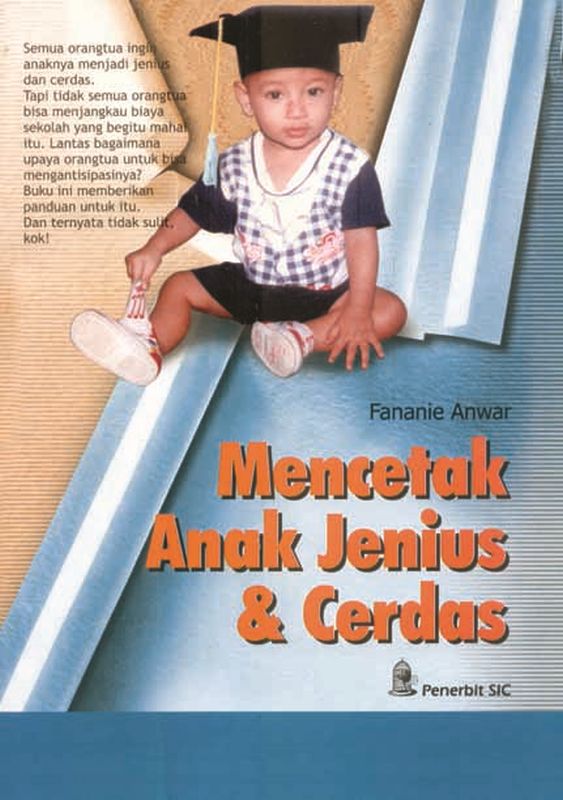 Semua orangtua ingin
anaknya menjadi jenius
dan cerdas.
Tapi tidak semua orangtua
bisa menjangkau biaya
sekolah yang begitu mahal
itu. Lantas bagaimana
upaya orangtua untuk bisa
mengantisipasinya?
Buku ini memberikan
panduan untuk itu.
Dan ternyata tidak sulit,
kok!
Fananie Anwar
Mencetak
Anak Jenius
& Cerdas
Penerbit SIC